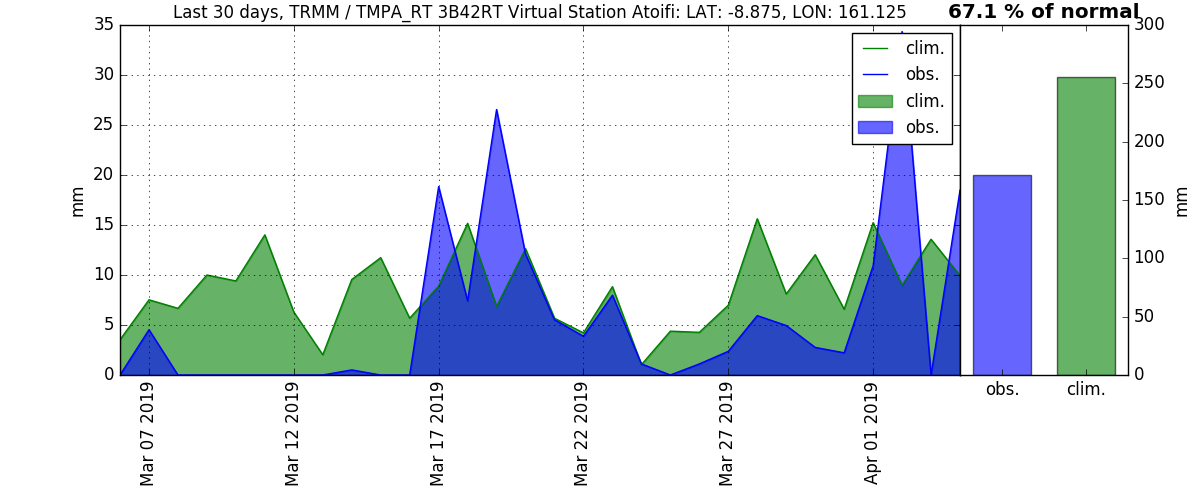 Last 30 days, TRMM / TMPA_RT 3B42RT Virtual Station Atoifi: LAT: -8.875, LON: 161.125
67.1 % of normal
35
30
25
20
15
10
5
0
mm
clim.
obs.
clim.
obs.
Mar 07 2019
Mar 12 2019
Mar 17 2019
Mar 22 2019
Mar 27 2019
Apr 01 2019
300
250
200
150
100
50
0
mm
obs.
clim.